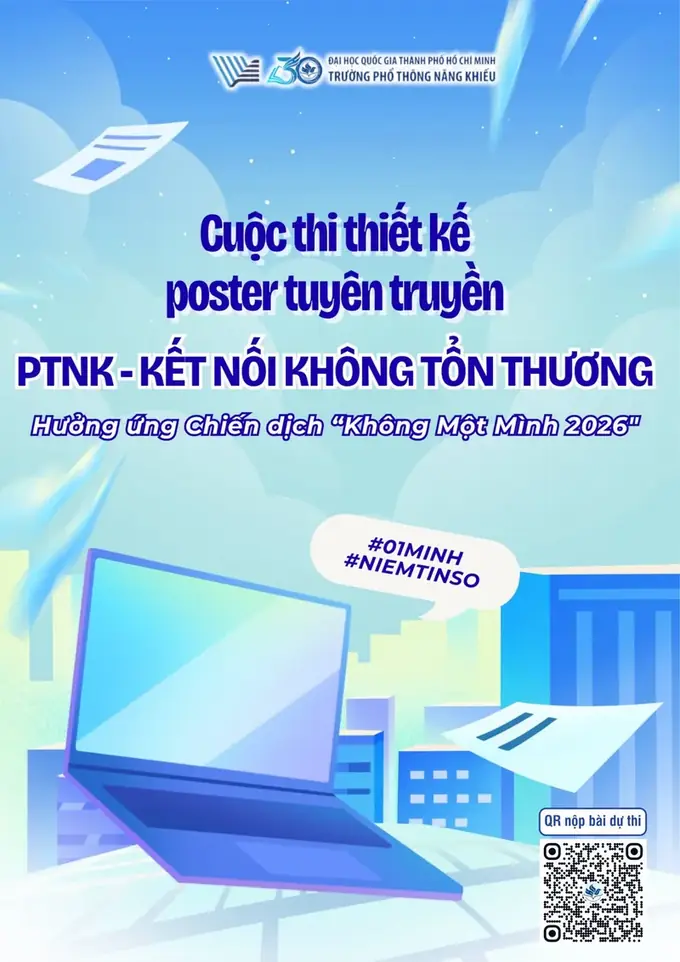 ĐẠI HỌC QUỐC GIA THÀNH PHỐ HỒ CHÍ MINH
TRƯỜNG PHỔ THÔNG NĂNG KHIẾU
30
Cuộc thi thiết kế
poster tuyên truyền
PTNK - KẾT NỐI KHÔNG TỔN THƯƠNG
Hưởng ứng Chiến dịch “Không Một Mình 2026"
#01MINH
#NIEMTINSO
QR nộp bài dự thi